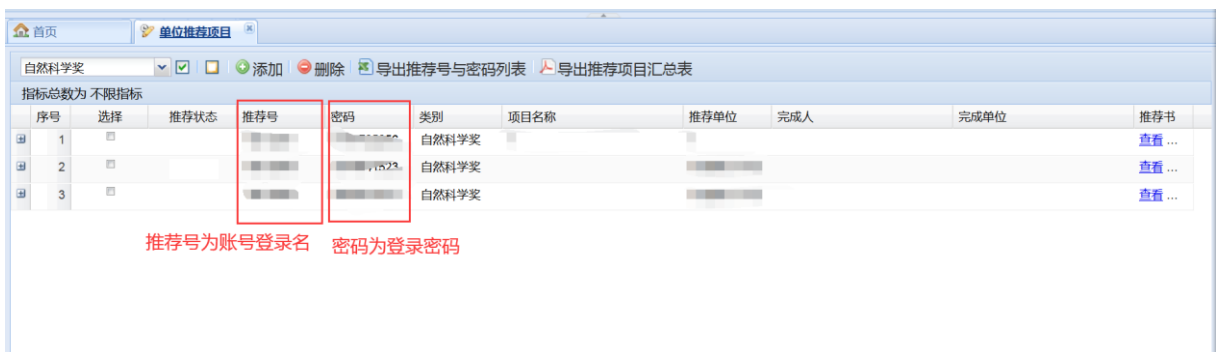 首页 单位推荐项目
自然科学奖 添加 删除 导出推荐号与密码列表 导出推荐项目汇总表
指标总数为 不限指标
序号 选择 推荐状态 推荐号 密码 类别 项目名称 推荐单位 完成人 完成单位 推荐书
1 自然科学奖 查看 ...
2 自然科学奖 查看 ...
3 自然科学奖 查看 ...
推荐号为账号登录名 密码为登录密码